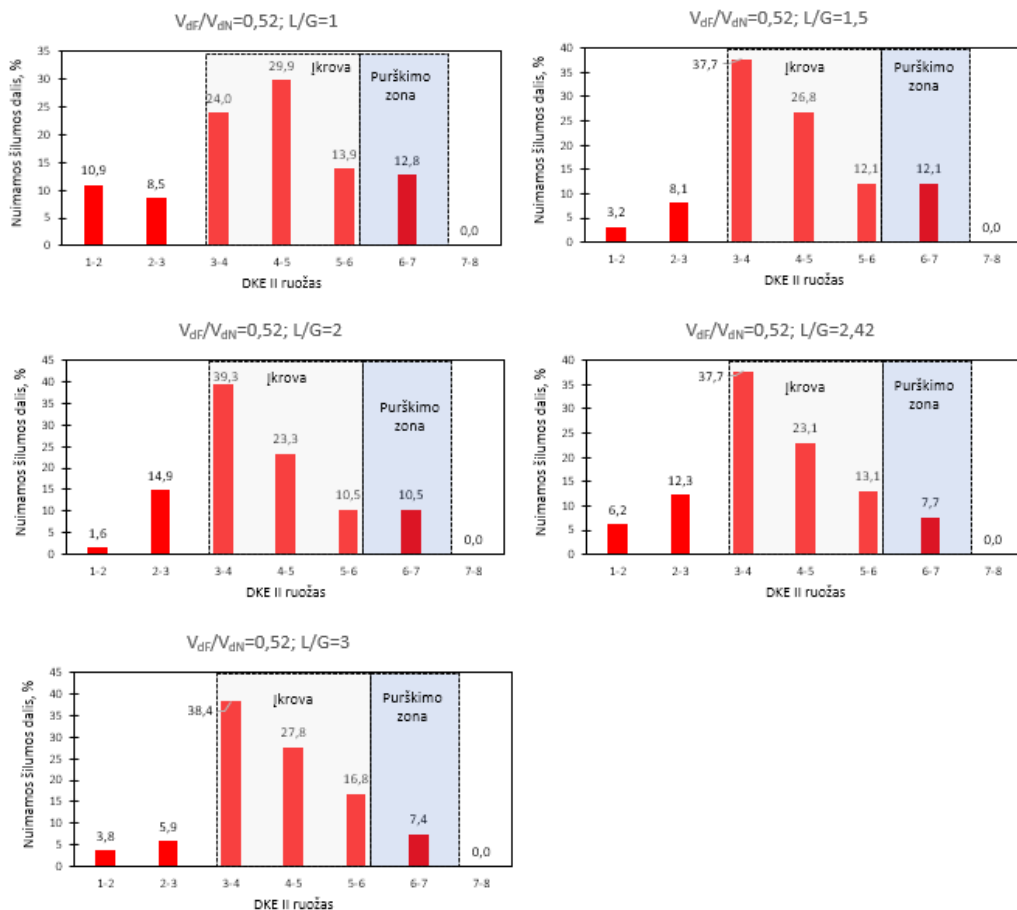 V_dF/V_dN=0,52; L/G=1
Nuimamos šilumos dalis, %
35
30
25
20
15
10
5
0
10,9
8,5
24,0
29,9
13,9
12,8
0,0
Įkrova
Purškimo
zona
1-2 2-3 3-4 4-5 5-6 6-7 7-8
DKE II ruožas
V_dF/V_dN=0,52; L/G=1,5
Nuimamos šilumos dalis, %
40
35
30
25
20
15
10
5
0
3,2
8,1
37,7
26,8
12,1
12,1
0,0
Įkrova
Purškimo
zona
1-2 2-3 3-4 4-5 5-6 6-7 7-8
DKE II ruožas
V_dF/V_dN=0,52; L/G=2
Nuimamos šilumos dalis, %
45
40
35
30
25
20
15
10
5
0
1,6
14,9
39,3
23,3
10,5
10,5
0,0
Įkrova
Purškimo
zona
1-2 2-3 3-4 4-5 5-6 6-7 7-8
DKE II ruožas
V_dF/V_dN=0,52; L/G=2,42
Nuimamos šilumos dalis, %
40
35
30
25
20
15
10
5
0
6,2
12,3
37,7
23,1
13,1
7,7
0,0
Įkrova
Purškimo
zona
1-2 2-3 3-4 4-5 5-6 6-7 7-8
DKE II ruožas
V_dF/V_dN=0,52; L/G=3
Nuimamos šilumos dalis, %
45
40
35
30
25
20
15
10
5
0
3,8
5,9
38,4
27,8
16,8
7,4
0,0
Įkrova
Purškimo
zona
1-2 2-3 3-4 4-5 5-6 6-7 7-8
DKE II ruožas